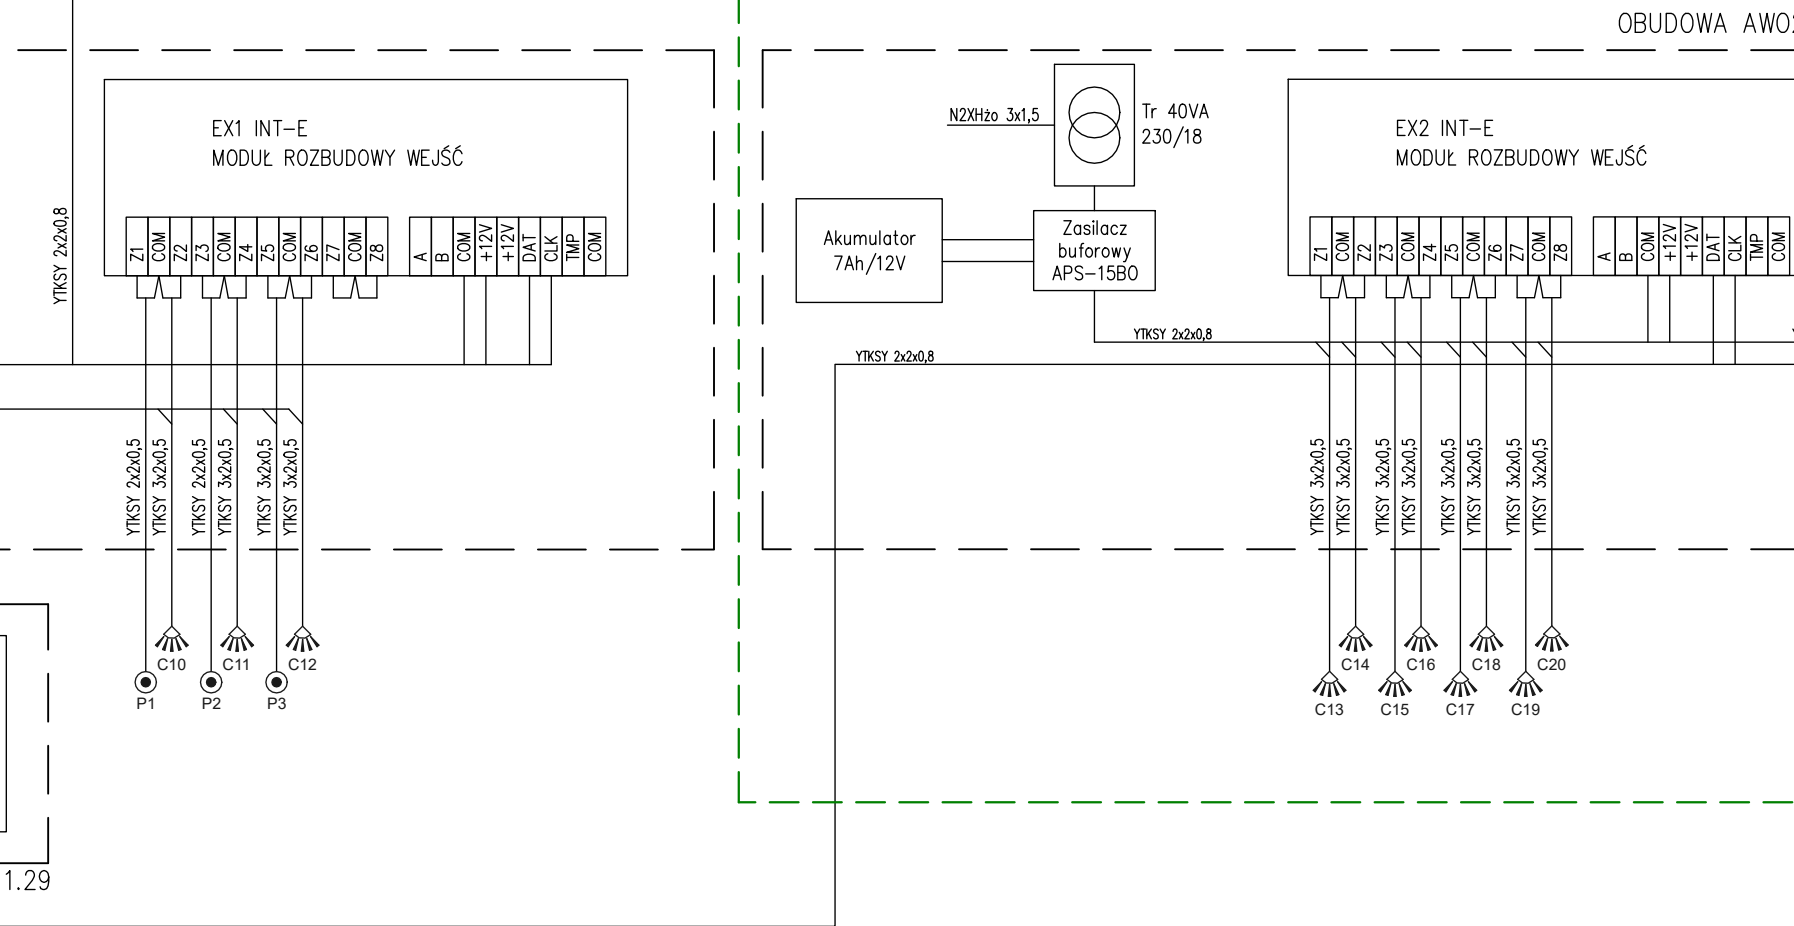 OBUDOWA AWO
EX1 INT-E
MODUŁ ROZBUDOWY WEJŚĆ
YTKSY 2x2x0,8
Z1
COM
Z2
Z3
COM
Z4
Z5
COM
Z6
Z7
COM
Z8
A
B
COM
+12V
+12V
DAT
CLK
TMP
COM
YTKSY 2x2x0,5
YTKSY 3x2x0,5
YTKSY 2x2x0,5
YTKSY 3x2x0,5
YTKSY 3x2x0,5
YTKSY 3x2x0,5
C10
C11
C12
P1
P2
P3
1.29
N2XHżo 3x1,5
Tr 40VA
230/18
Akumulator
7Ah/12V
Zasilacz
buforowy
APS-15BO
YTKSY 2x2x0,8
YTKSY 2x2x0,8
EX2 INT-E
MODUŁ ROZBUDOWY WEJŚĆ
Z1
COM
Z2
Z3
COM
Z4
Z5
COM
Z6
Z7
COM
Z8
A
B
COM
+12V
+12V
DAT
CLK
TMP
COM
YTKSY 3x2x0,5
YTKSY 3x2x0,5
YTKSY 3x2x0,5
YTKSY 3x2x0,5
YTKSY 3x2x0,5
YTKSY 3x2x0,5
YTKSY 3x2x0,5
YTKSY 3x2x0,5
C14
C16
C18
C20
C13
C15
C17
C19